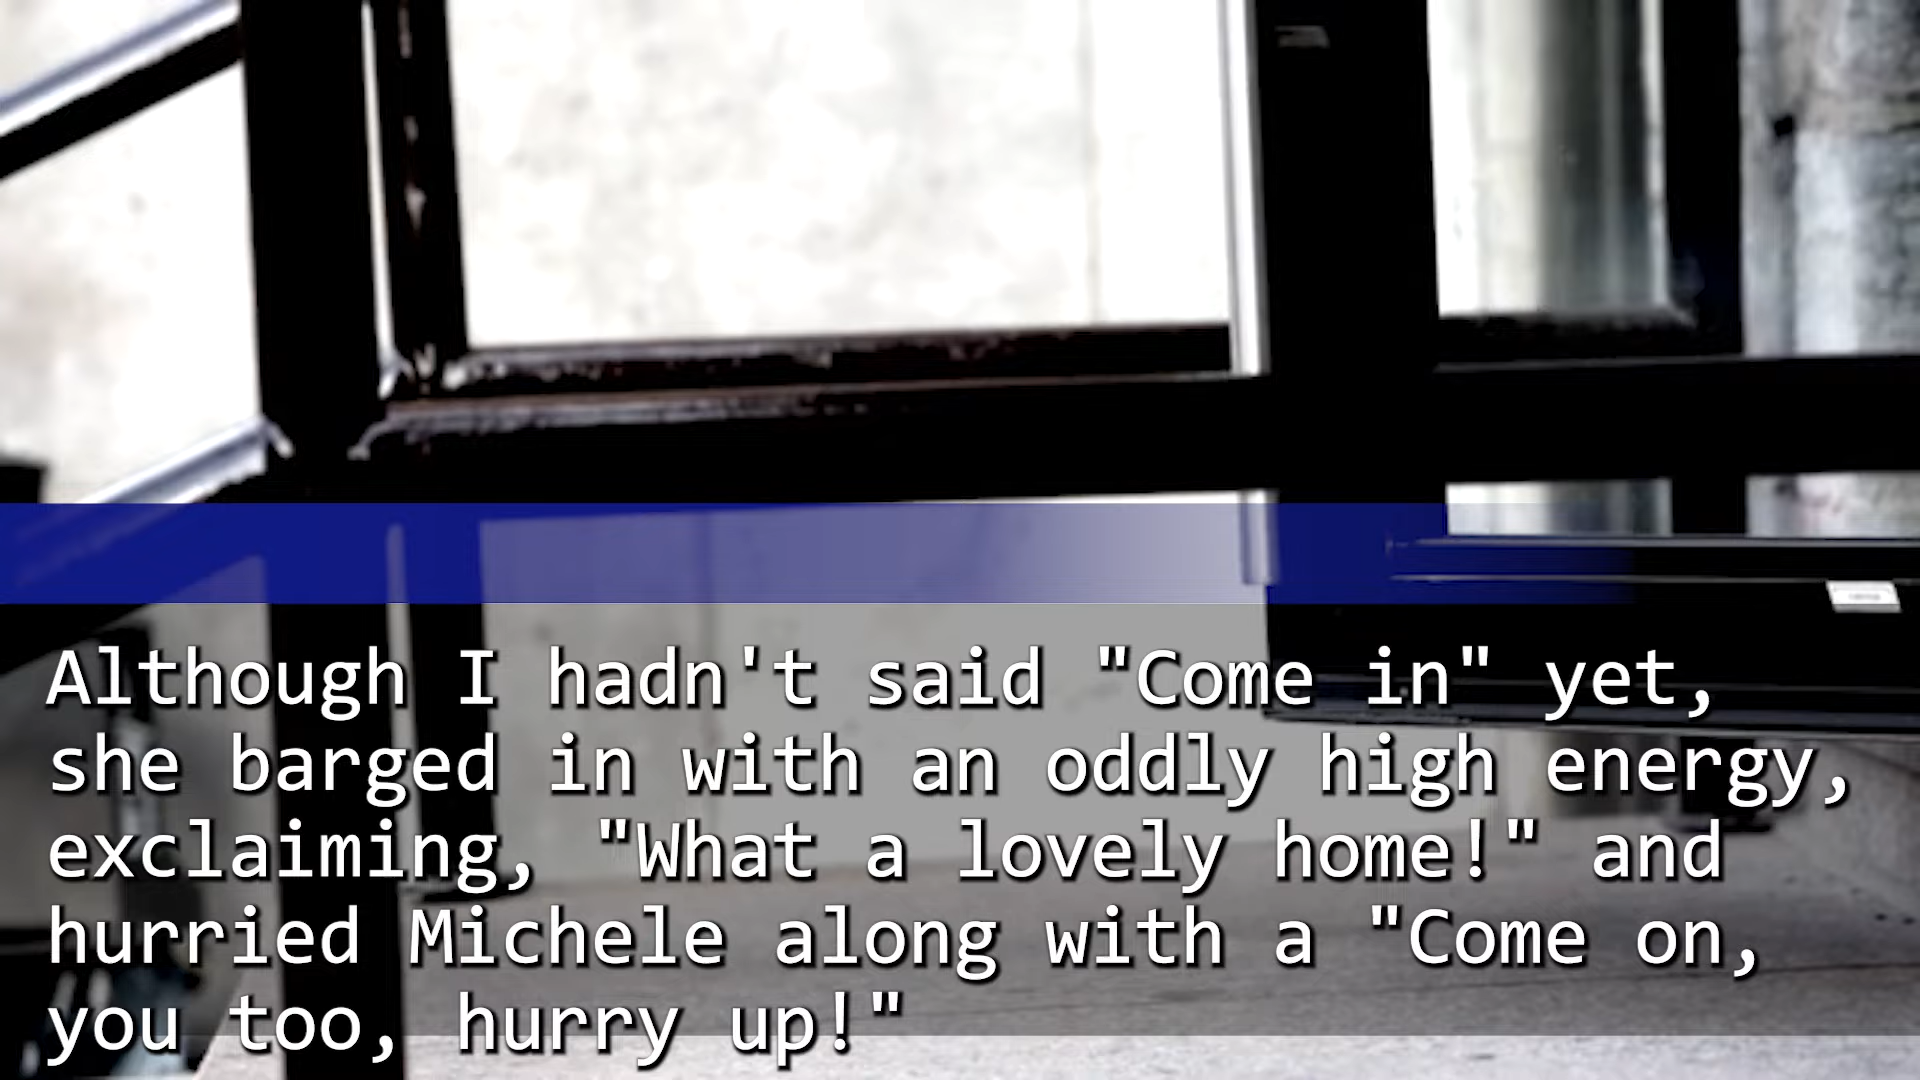 Although I hadn't said "Come in" yet,
she barged in with an oddly high energy,
exclaiming, "What a lovely home!" and
hurried Michele along with a "Come on,
you too, hurry up!"